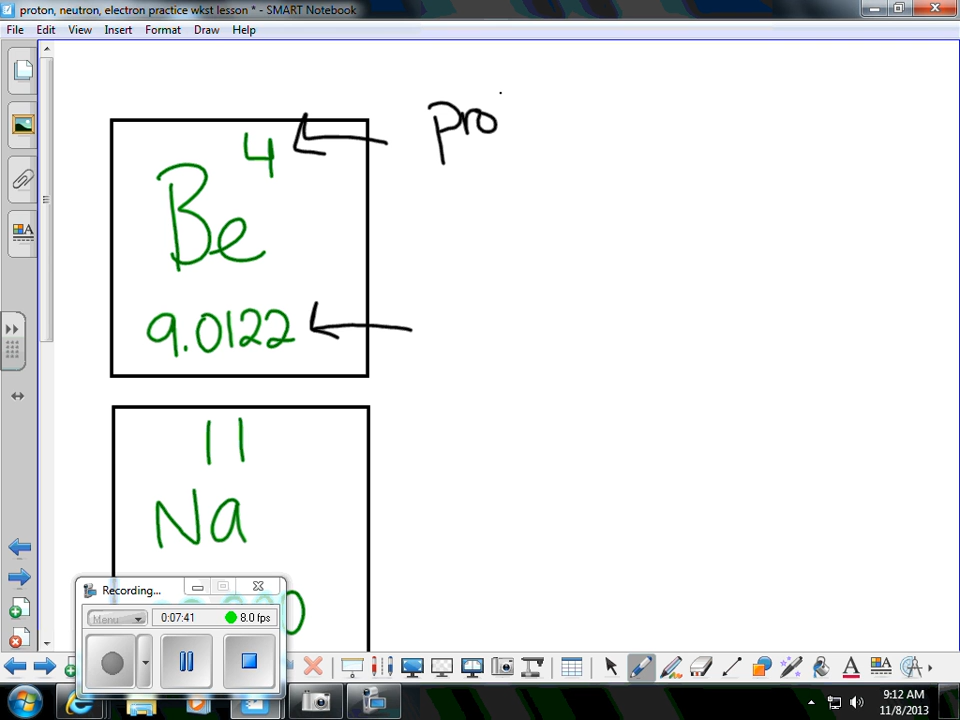 proton, neutron, electron practice wkst lesson * - SMART Notebook
File Edit View Insert Format Draw Help
4
pro
Be
9.0122
11
Na
Recording...
Menu
0:07:41
8.0 fps
9:12 AM
11/8/2013